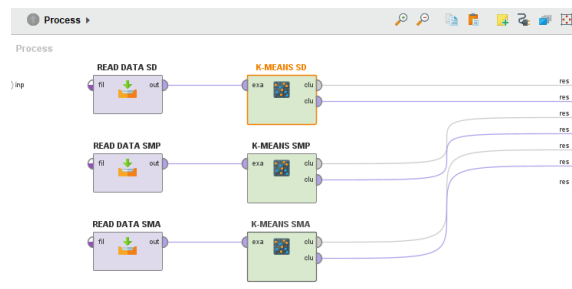 Process
Process
inp
READ DATA SD
fil out
K-MEANS SD
exa clu
clu
res
res
res
READ DATA SMP
fil out
K-MEANS SMP
exa clu
clu
res
res
res
res
READ DATA SMA
fil out
K-MEANS SMA
exa clu
clu